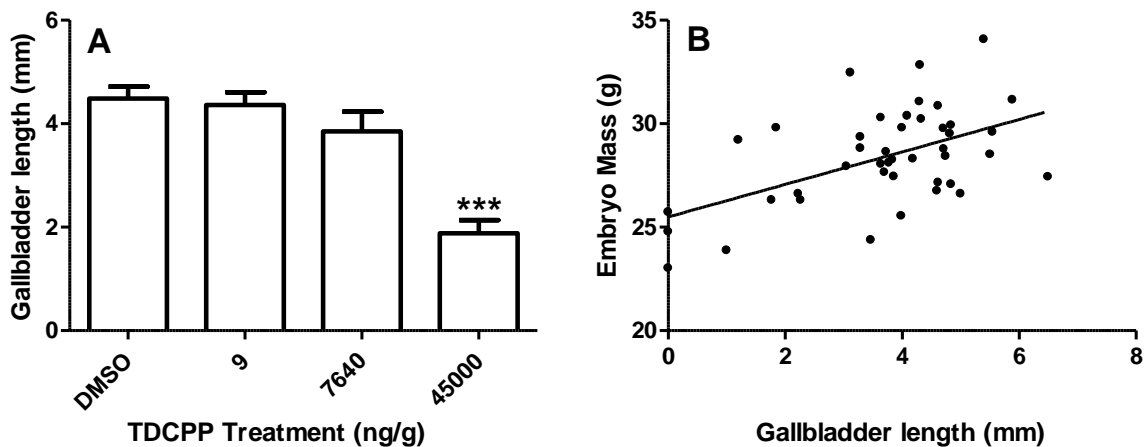 A
Gallbladder length (mm)
6
4
2
0
***
DMSO
9
7640
45000
TDCPP Treatment (ng/g)
B
Embryo Mass (g)
35
30
25
20
0 2 4 6 8
Gallbladder length (mm)